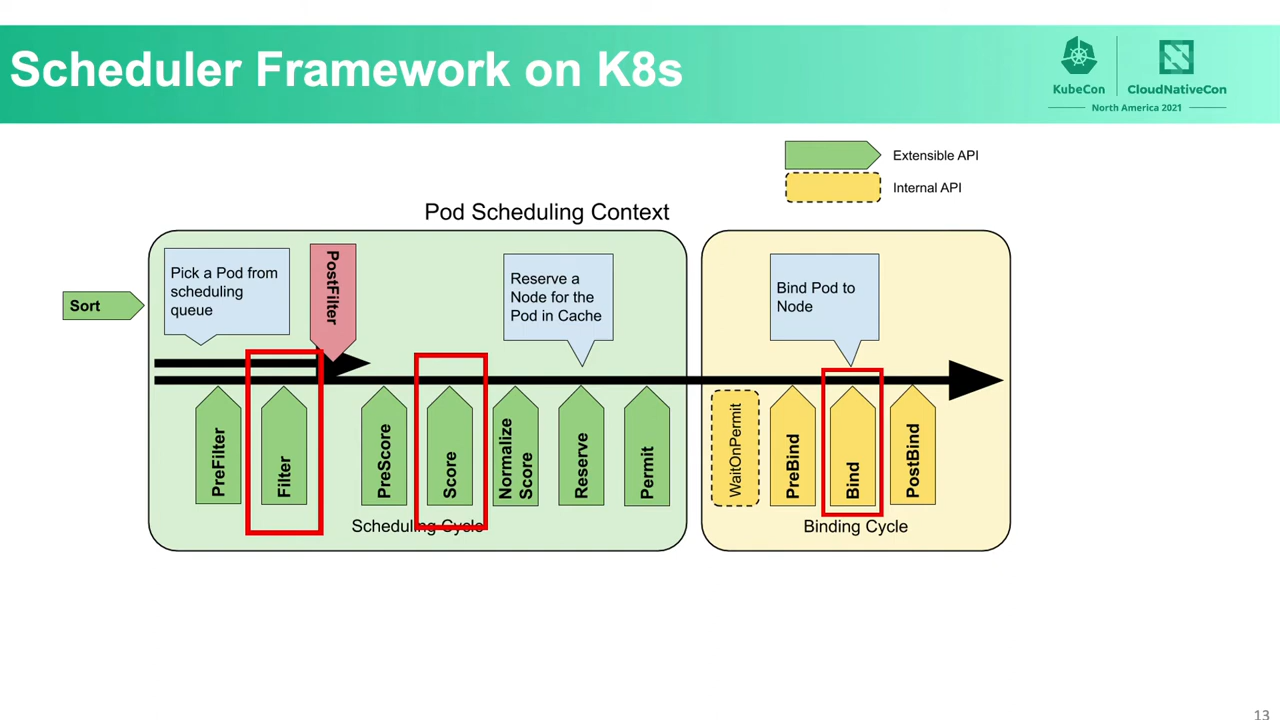 Scheduler Framework on K8s
KubeCon
CloudNativeCon
North America 2021
Extensible API
Internal API
Pod Scheduling Context
Sort
Pick a Pod from
scheduling
queue
PostFilter
Reserve a
Node for the
Pod in Cache
Bind Pod to
Node
PreFilter
Filter
PreScore
Score
Normalize
Score
Reserve
Permit
WaitOnPermit
PreBind
Bind
PostBind
Scheduling Cycle
Binding Cycle
13